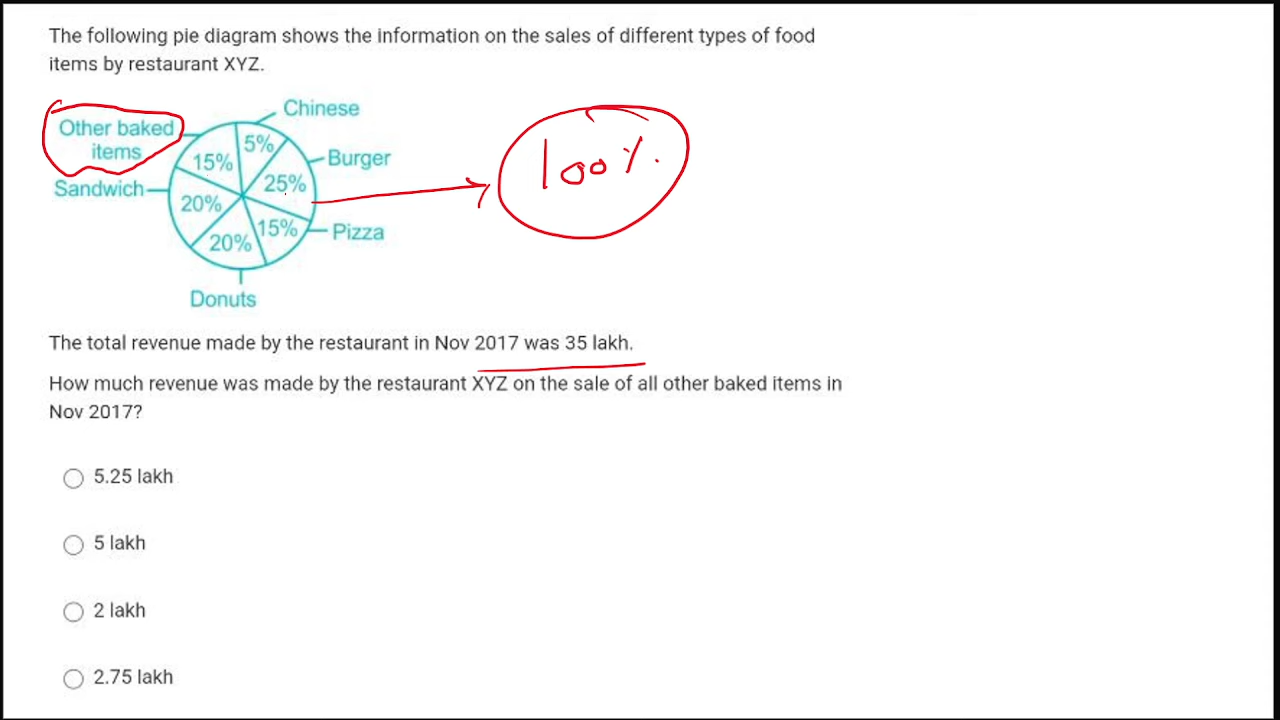 The following pie diagram shows the information on the sales of different types of food
items by restaurant XYZ.
Chinese
Other baked
items
5%
15%
Burger
25%
Sandwich
20%
15%
Pizza
20%
Donuts
100%.
The total revenue made by the restaurant in Nov 2017 was 35 lakh.
How much revenue was made by the restaurant XYZ on the sale of all other baked items in
Nov 2017?
5.25 lakh
5 lakh
2 lakh
2.75 lakh